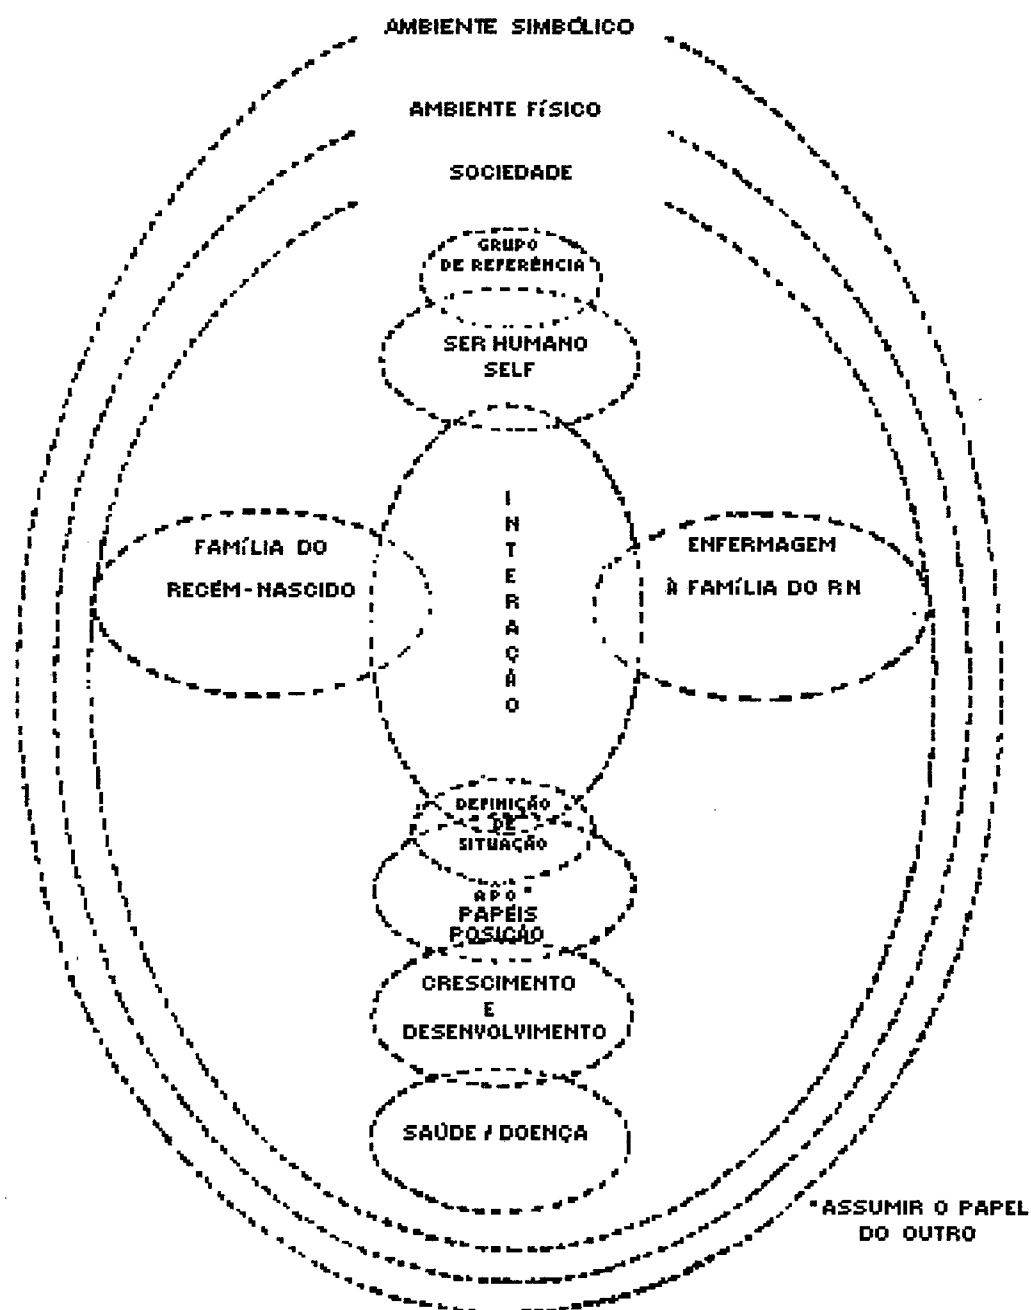 AMBIENTE SIMBÓLICO
AMBIENTE FÍSICO
SOCIEDADE
GRUPO
DE REFERÊNCIA
SER HUMANO
SELF
INTERAÇÃO
FAMÍLIA DO
RECÉM-NASCIDO
ENFERMAGEM
À FAMÍLIA DO RN
DEFINIÇÃO
DE
SITUAÇÃO
APO*
PAPÉIS
POSIÇÃO
CRESCIMENTO
E
DESENVOLVIMENTO
SAÚDE / DOENÇA
*ASSUMIR O PAPEL
DO OUTRO